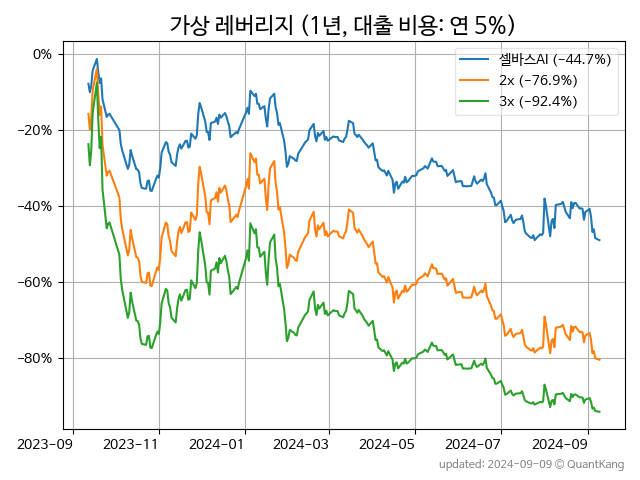 가상 레버리지 (1년, 대출 비용: 연 5%)
셀바스AI (−44.7%)
2x (−76.9%)
3x (−92.4%)
0%
−20%
−40%
−60%
−80%
2023-09 2023-11 2024-01 2024-03 2024-05 2024-07 2024-09
updated: 2024-09-09 © QuantKang